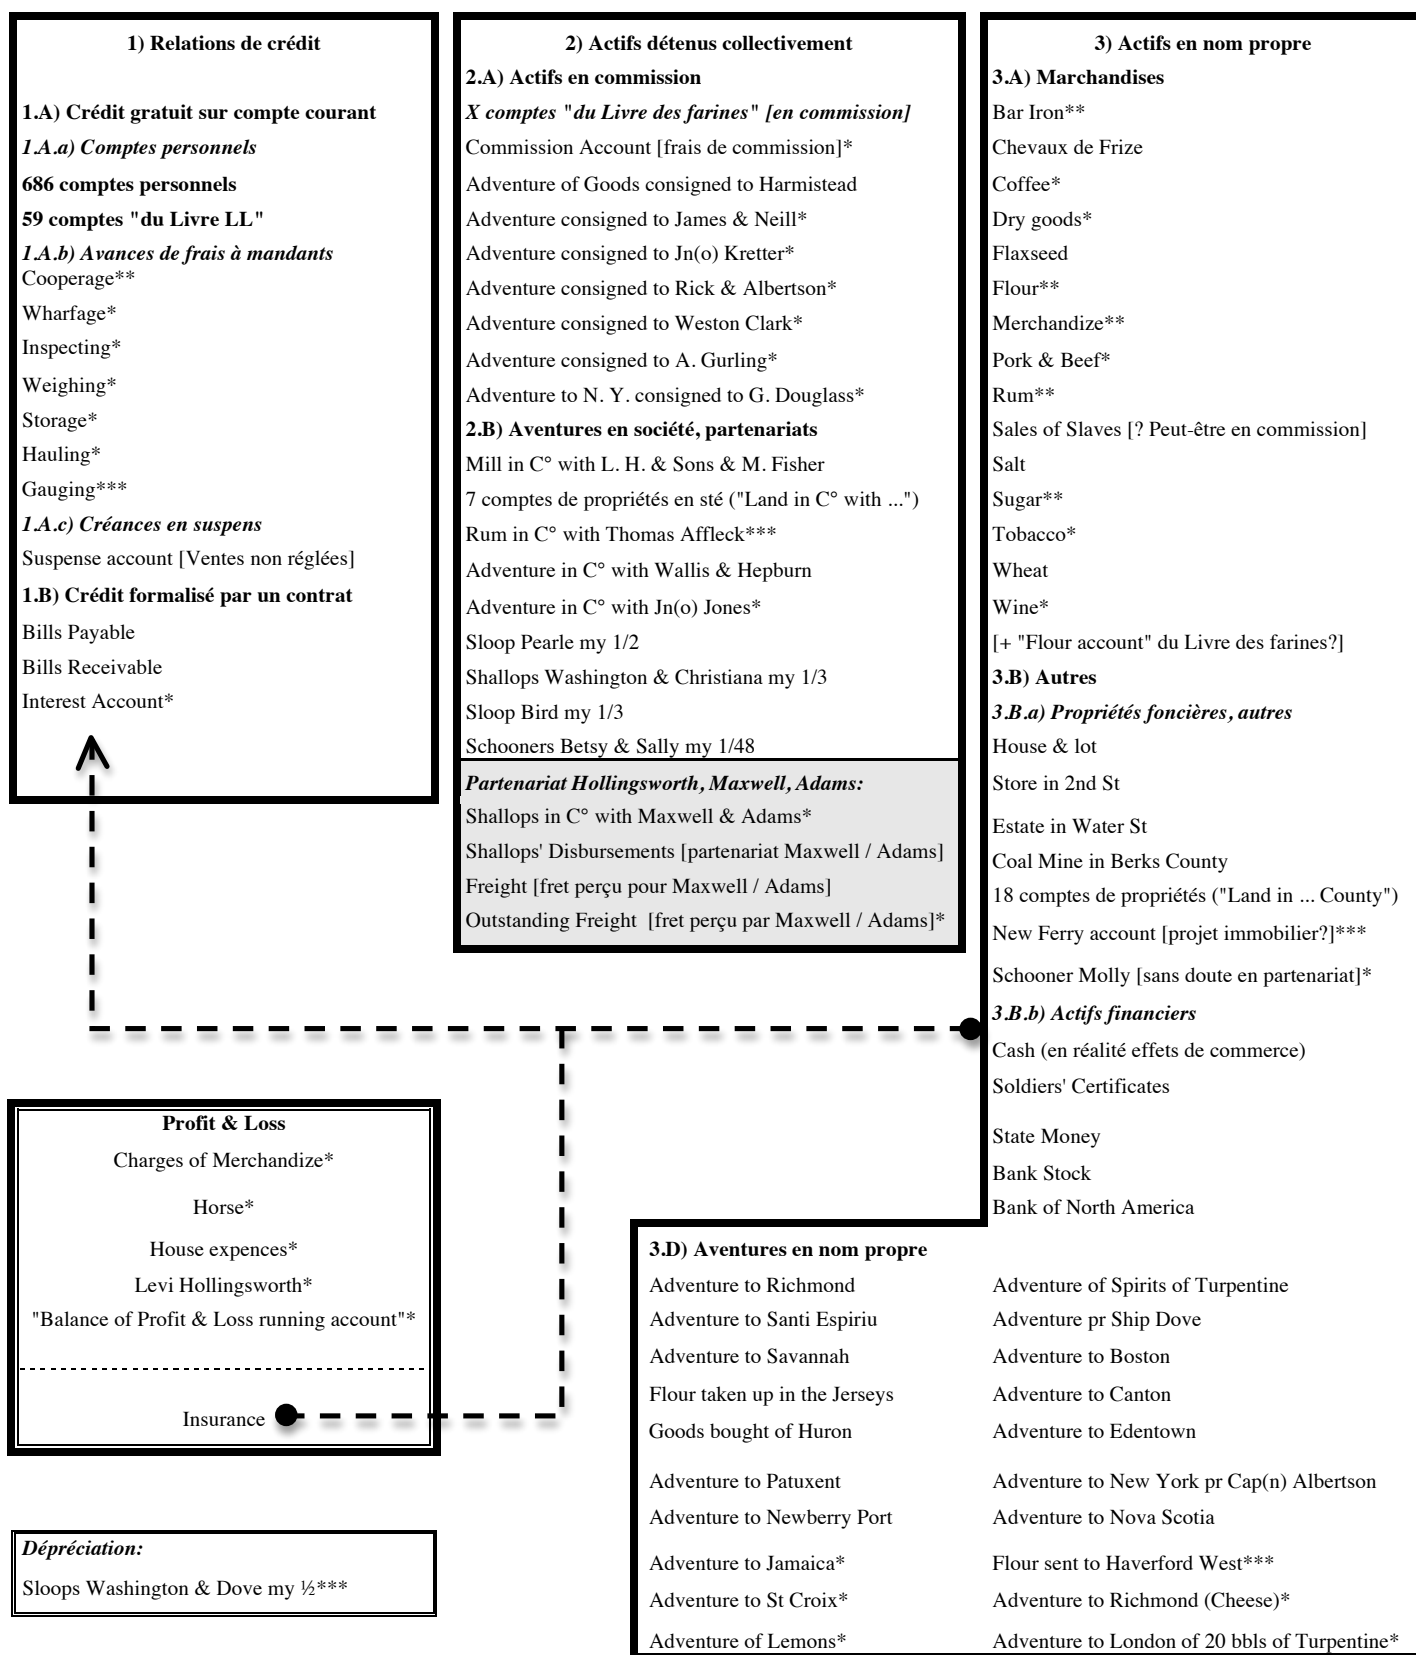 1) Relations de crédit
1.A) Crédit gratuit sur compte courant
1.A.a) Comptes personnels
686 comptes personnels
59 comptes "du Livre LL"
1.A.b) Avances de frais à mandants
Cooperage**
Wharfage*
Inspecting*
Weighing*
Storage*
Hauling*
Gauging***
1.A.c) Créances en suspens
Suspense account [Ventes non réglées]
1.B) Crédit formalisé par un contrat
Bills Payable
Bills Receivable
Interest Account*
2) Actifs détenus collectivement
2.A) Actifs en commission
X comptes "du Livre des farines" [en commission]
Commission Account [frais de commission]*
Adventure of Goods consigned to Harmistead
Adventure consigned to James & Neill*
Adventure consigned to Jn(o) Kretter*
Adventure consigned to Rick & Albertson*
Adventure consigned to Weston Clark*
Adventure consigned to A. Gurling*
Adventure to N. Y. consigned to G. Douglass*
2.B) Aventures en société, partenariats
Mill in C° with L. H. & Sons & M. Fisher
7 comptes de propriétés en sté ("Land in C° with ...")
Rum in C° with Thomas Affleck***
Adventure in C° with Wallis & Hepburn
Adventure in C° with Jn(o) Jones*
Sloop Pearle my 1/2
Shallops Washington & Christiana my 1/3
Sloop Bird my 1/3
Schooners Betsy & Sally my 1/48
Partenariat Hollingsworth, Maxwell, Adams:
Shallops in C° with Maxwell & Adams*
Shallops' Disbursements [partenariat Maxwell / Adams]
Freight [fret perçu pour Maxwell / Adams]
Outstanding Freight [fret perçu par Maxwell / Adams]*
3) Actifs en nom propre
3.A) Marchandises
Bar Iron**
Chevaux de Frize
Coffee*
Dry goods*
Flaxseed
Flour**
Merchandize**
Pork & Beef*
Rum**
Sales of Slaves [? Peut-être en commission]
Salt
Sugar**
Tobacco*
Wheat
Wine*
[+ "Flour account" du Livre des farines?]
3.B) Autres
3.B.a) Propriétés foncières, autres
House & lot
Store in 2nd St
Estate in Water St
Coal Mine in Berks County
18 comptes de propriétés ("Land in ... County")
New Ferry account [projet immobilier?]***
Schooner Molly [sans doute en partenariat]*
3.B.b) Actifs financiers
Cash (en réalité effets de commerce)
Soldiers' Certificates
State Money
Bank Stock
Bank of North America
3.D) Aventures en nom propre
Adventure to Richmond
Adventure to Santi Espiriu
Adventure to Savannah
Flour taken up in the Jerseys
Goods bought of Huron
Adventure to Patuxent
Adventure to Newberry Port
Adventure to Jamaica*
Adventure to St Croix*
Adventure of Lemons*
Adventure of Spirits of Turpentine
Adventure pr Ship Dove
Adventure to Boston
Adventure to Canton
Adventure to Edentown
Adventure to New York pr Cap(n) Albertson
Adventure to Nova Scotia
Flour sent to Haverford West***
Adventure to Richmond (Cheese)*
Adventure to London of 20 bbls of Turpentine*
Profit & Loss
Charges of Merchandize*
Horse*
House expences*
Levi Hollingsworth*
"Balance of Profit & Loss running account"*
Insurance
Dépréciation:
Sloops Washington & Dove my ½***